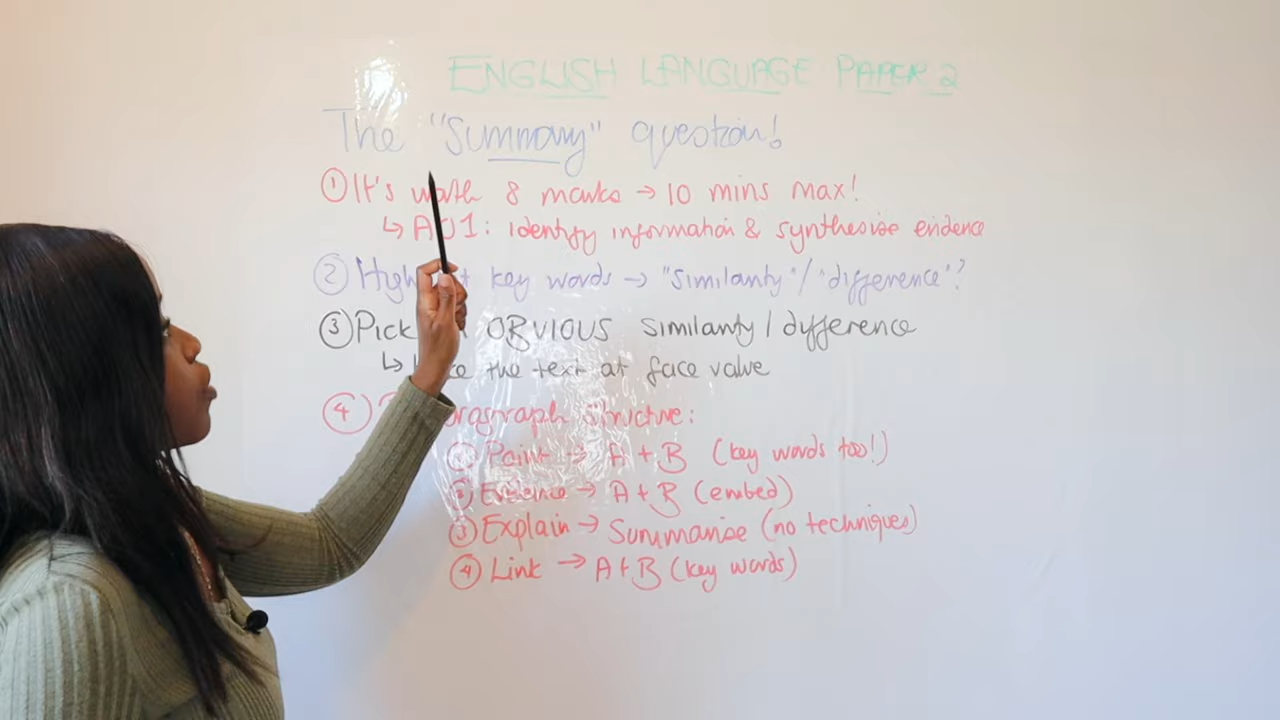 ENGLISH LANGUAGE PAPER 2
The "Summary" question!
① It's worth 8 marks → 10 mins max!
↳ AO1: identify information & synthesise evidence
② key words → "similarity"/"difference"?
③ Pick OBVIOUS similarity/difference
↳ the text at face value
④ Structure:
① Point → A + B (key words too!)
② Evidence → A + B (embed)
③ Explain → Summarise (no techniques)
④ Link → A + B (key words)